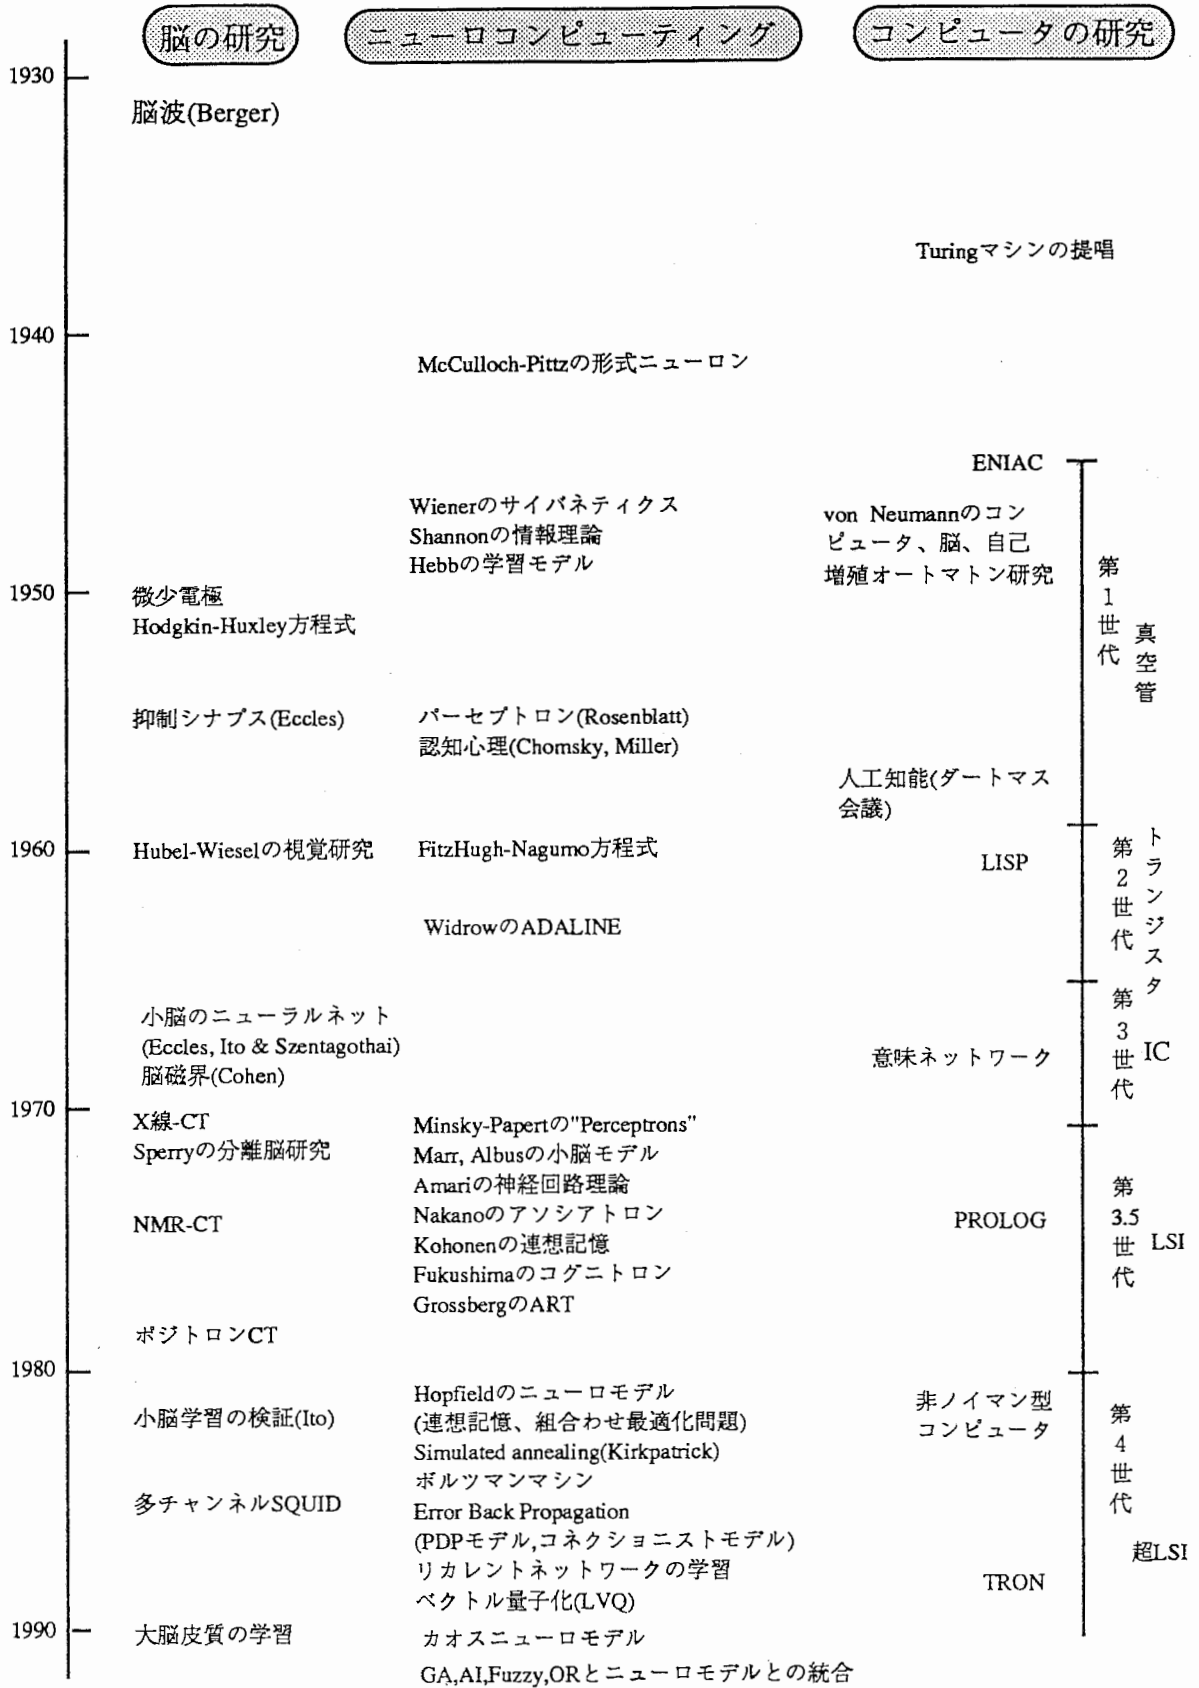 脳の研究
ニューロコンピューティング
コンピュータの研究
1930
脳波(Berger)
Turingマシンの提唱
1940
McCulloch-Pittzの形式ニューロン
ENIAC
Wienerのサイバネティクス
Shannonの情報理論
Hebbの学習モデル
von Neumannのコン
ピュータ、脳、自己
増殖オートマトン研究
第1世代
真空管
1950
微少電極
Hodgkin-Huxley方程式
抑制シナプス(Eccles)
パーセプトロン(Rosenblatt)
認知心理(Chomsky, Miller)
人工知能(ダートマス
会議)
1960
Hubel-Wieselの視覚研究
FitzHugh-Nagumo方程式
LISP
第2世代
トランジスタ
WidrowのADALINE
小脳のニューラルネット
(Eccles, Ito & Szentagothai)
脳磁界(Cohen)
意味ネットワーク
第3世代
IC
1970
X線-CT
Sperryの分離脳研究
NMR-CT
ポジトロンCT
Minsky-Papertの"Perceptrons"
Marr, Albusの小脳モデル
Amariの神経回路理論
Nakanoのアソシアトロン
Kohonenの連想記憶
Fukushimaのコグニトロン
GrossbergのART
PROLOG
第3.5世代
LSI
1980
小脳学習の検証(Ito)
多チャンネルSQUID
Hopfieldのニューロモデル
(連想記憶、組合わせ最適化問題)
Simulated annealing(Kirkpatrick)
ボルツマンマシン
Error Back Propagation
(PDPモデル,コネクショニストモデル)
リカレントネットワークの学習
ベクトル量子化(LVQ)
非ノイマン型
コンピュータ
TRON
第4世代
超LSI
1990
大脳皮質の学習
カオスニューロモデル
GA,AI,Fuzzy,ORとニューロモデルとの統合